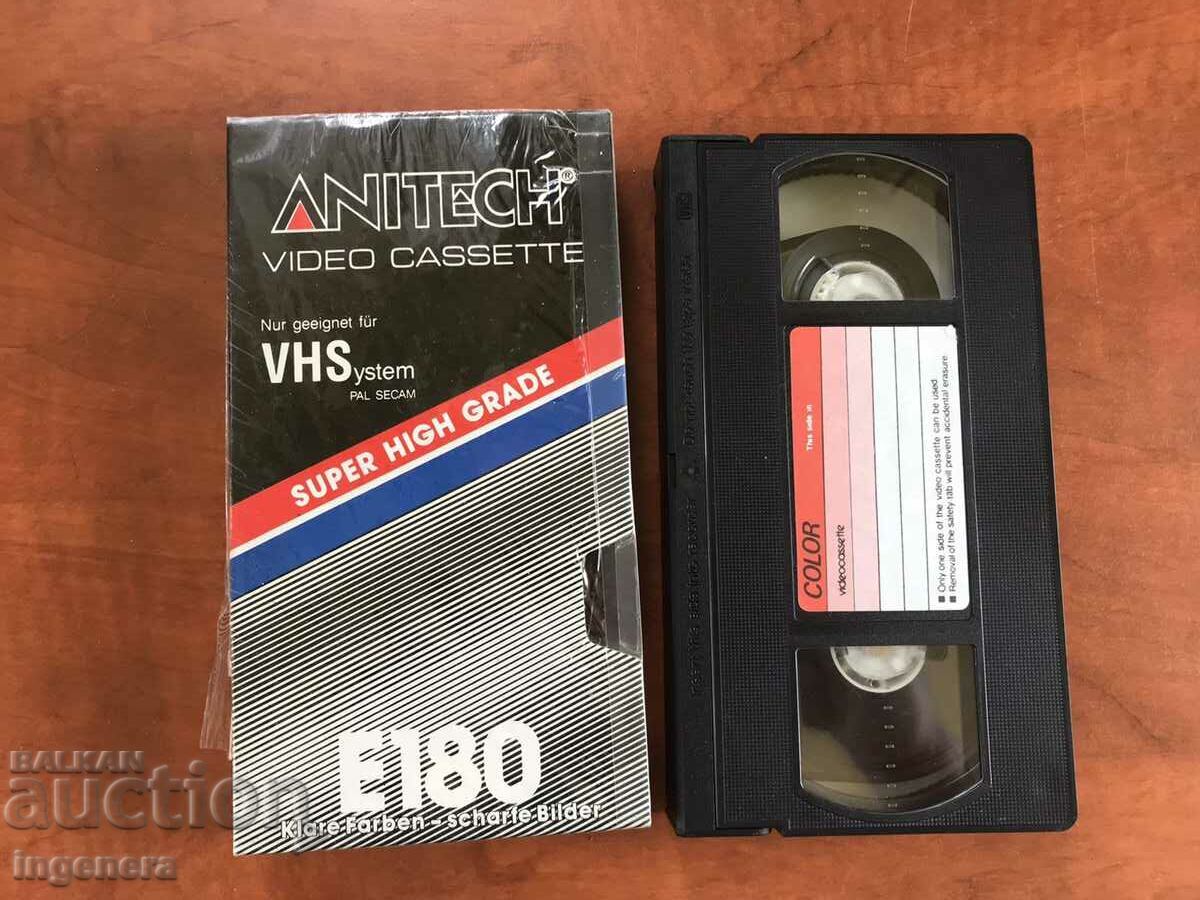 ANITECH®
VIDEO CASSETTE
Nur geeignet für
VHSystem
PAL SECAM
SUPER HIGH GRADE
E180
Klare Farben – scharfe Bilder
COLOR
This side in
videocassette
■ Only one side of the video cassette can be used
■ Removal of the safety tab will prevent accidental erasure
BALKAN
auction
ingenera